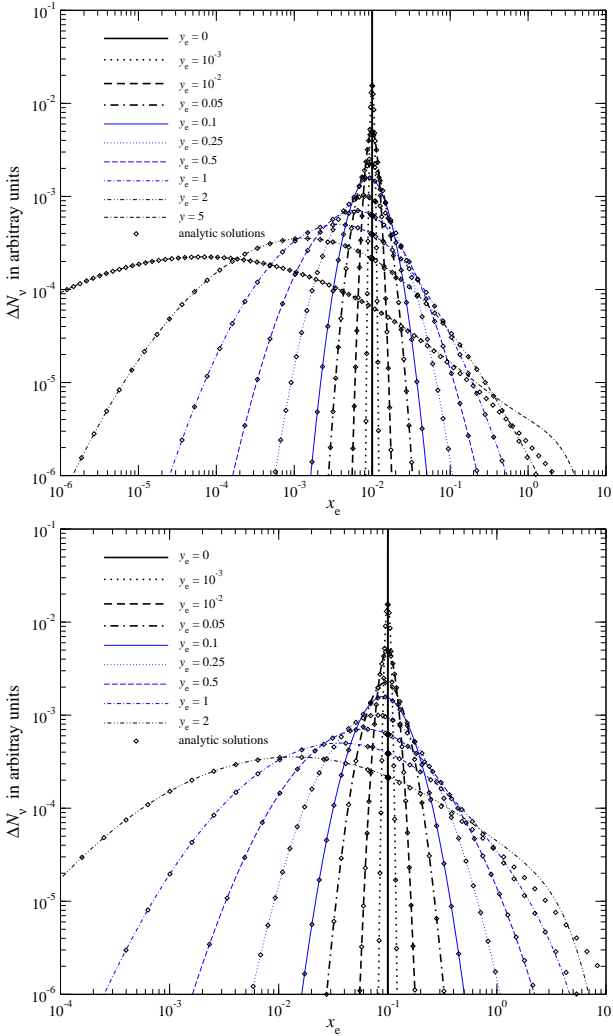 10^-1
10^-2
10^-3
10^-4
10^-5
10^-6
ΔN_ν in arbitray units
y_e = 0
y_e = 10^-3
y_e = 10^-2
y_e = 0.05
y_e = 0.1
y_e = 0.25
y_e = 0.5
y_e = 1
y_e = 2
y = 5
analytic solutions
10^-6 10^-5 10^-4 10^-3 10^-2 10^-1 10^0 10
x_e
10^-1
10^-2
10^-3
10^-4
10^-5
10^-6
ΔN_ν in arbitray units
y_e = 0
y_e = 10^-3
y_e = 10^-2
y_e = 0.05
y_e = 0.1
y_e = 0.25
y_e = 0.5
y_e = 1
y_e = 2
analytic solutions
10^-4 10^-3 10^-2 10^-1 10^0 10
x_e